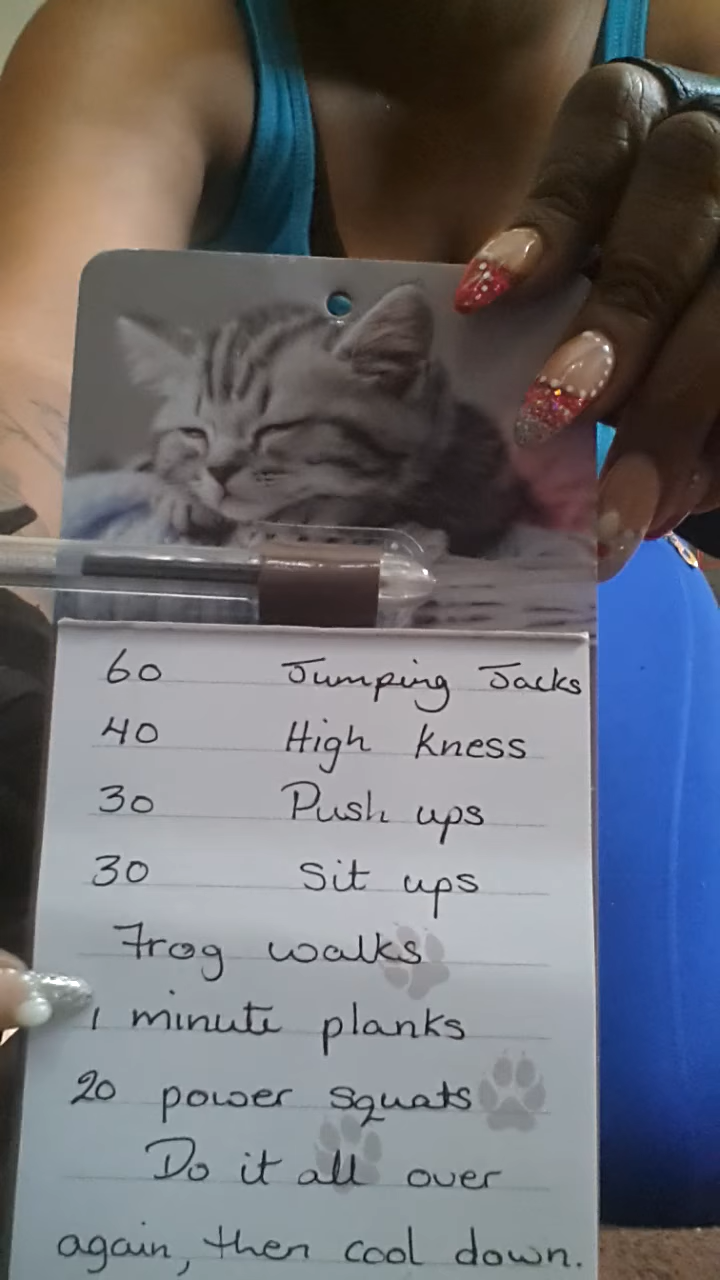 60 Jumping Jacks
40 High Kness
30 Push ups
30 Sit ups
Frog walks
1 minute planks
20 power squats
Do it all over
again, then cool down.